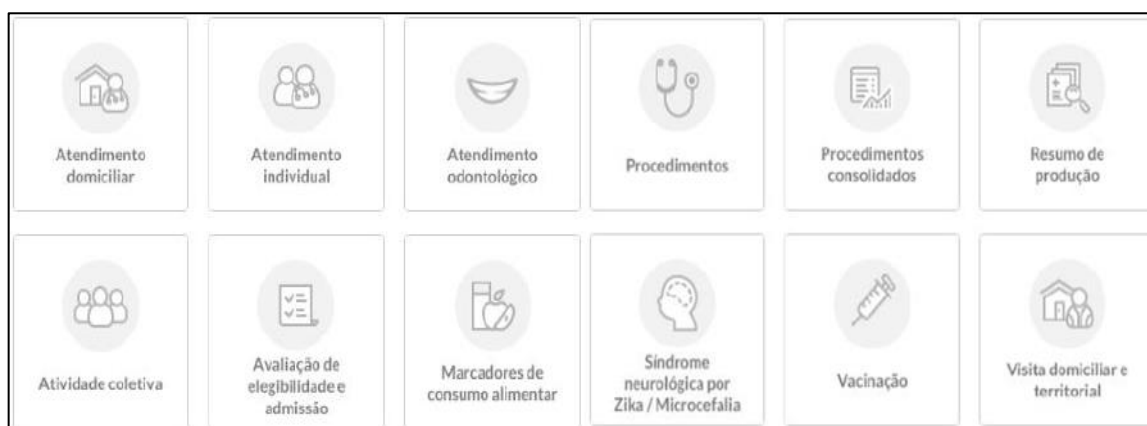 Atendimento
domiciliar
Atendimento
individual
Atendimento
odontológico
Procedimentos
Procedimentos
consolidados
Resumo de
produção
Atividade coletiva
Avaliação de
elegibilidade e
admissão
Marcadores de
consumo alimentar
Síndrome
neurológica por
Zika / Microcefalia
Vacinação
Visita domiciliar e
territorial